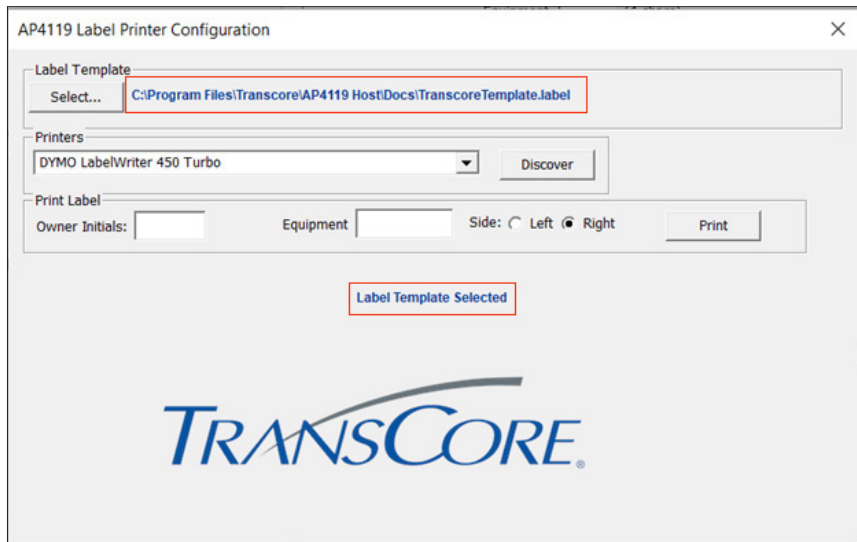 AP4119 Label Printer Configuration
Label Template
Select... C:\Program Files\Transcore\AP4119 Host\Docs\TranscoreTemplate.label
Printers
DYMO LabelWriter 450 Turbo Discover
Print Label
Owner Initials: Equipment Side: Left Right Print
Label Template Selected
TRANSCORE®